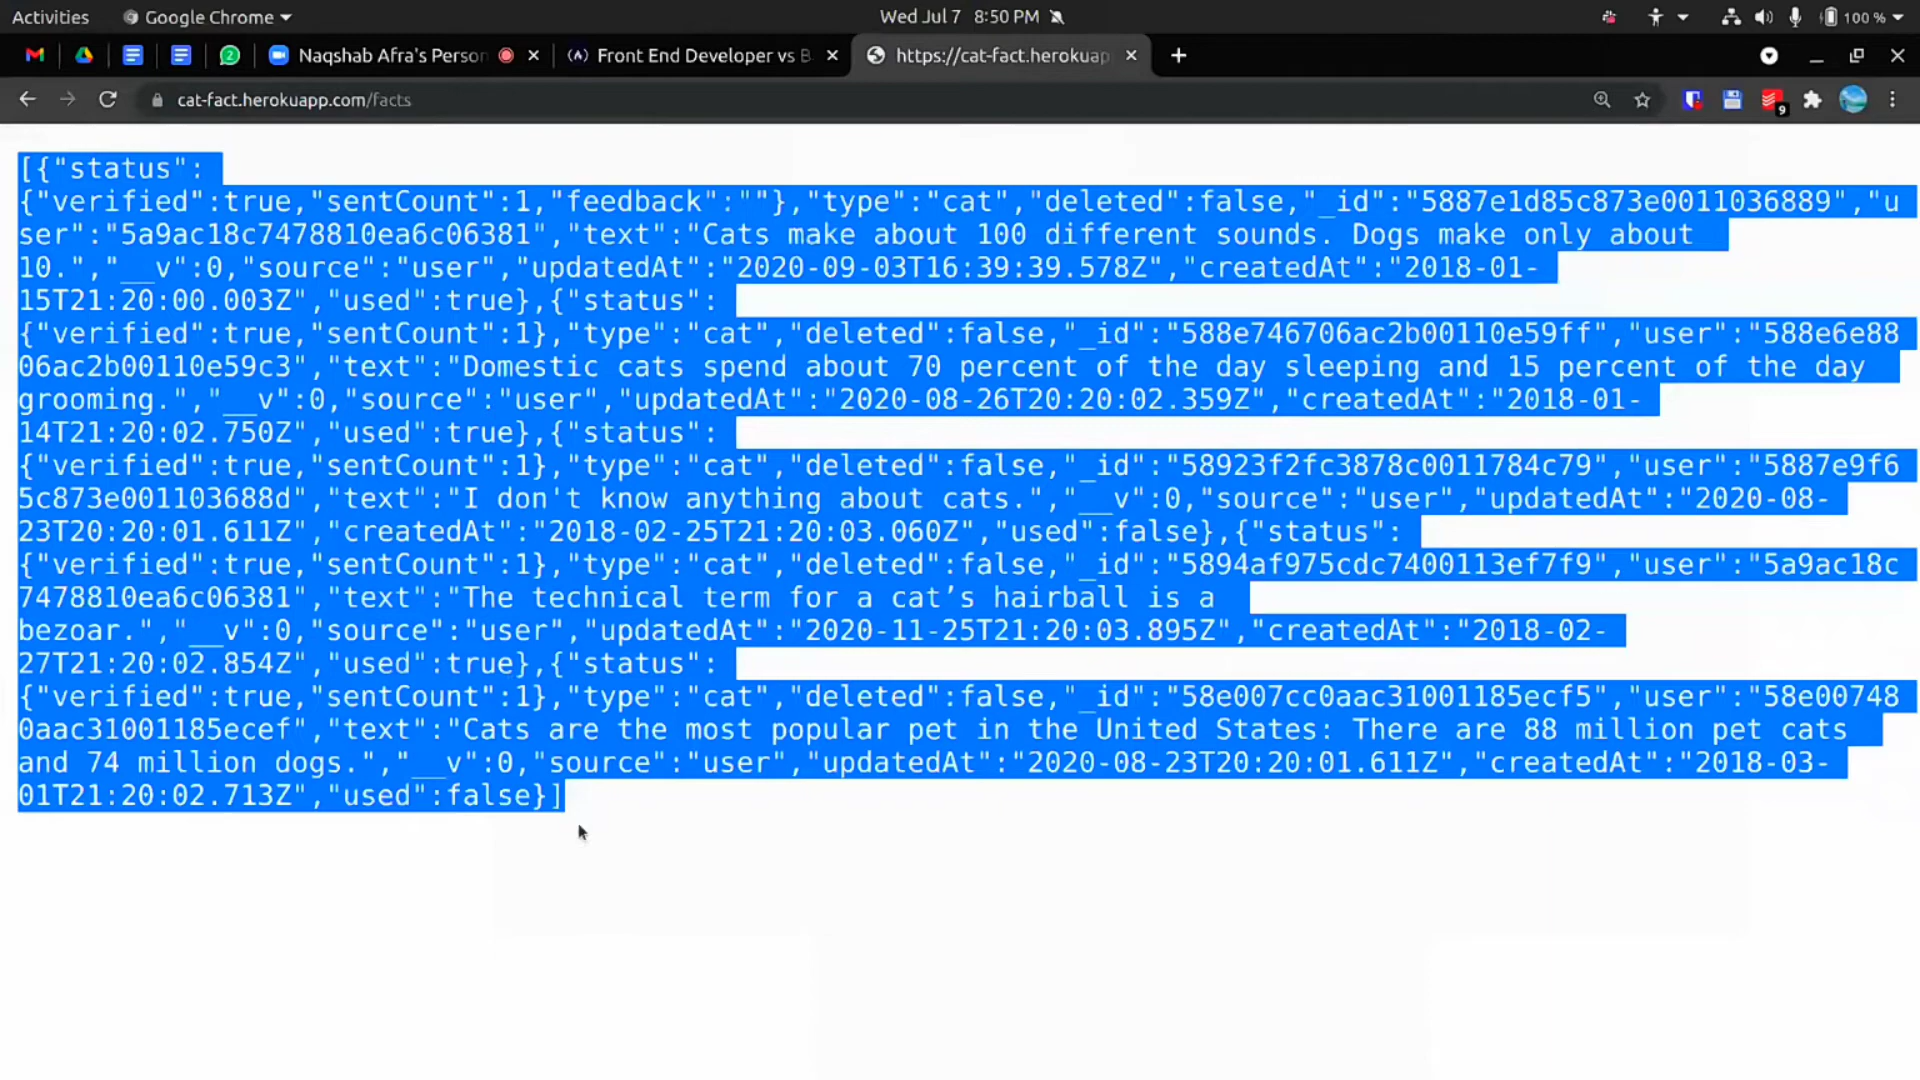 Activities Google Chrome Wed Jul 7 8:50 PM 100 %
2 Naqshab Afra's Person Front End Developer vs B https://cat-fact.herokuap
cat-fact.herokuapp.com/facts 9
[{"status":
{"verified":true,"sentCount":1,"feedback":""},"type":"cat","deleted":false,"_id":"5887e1d85c873e0011036889","u
ser":"5a9ac18c7478810ea6c06381","text":"Cats make about 100 different sounds. Dogs make only about
10.","__v":0,"source":"user","updatedAt":"2020-09-03T16:39:39.578Z","createdAt":"2018-01-
15T21:20:00.003Z","used":true},{"status":
{"verified":true,"sentCount":1},"type":"cat","deleted":false,"_id":"588e746706ac2b00110e59ff","user":"588e6e88
06ac2b00110e59c3","text":"Domestic cats spend about 70 percent of the day sleeping and 15 percent of the day
grooming.","__v":0,"source":"user","updatedAt":"2020-08-26T20:20:02.359Z","createdAt":"2018-01-
14T21:20:02.750Z","used":true},{"status":
{"verified":true,"sentCount":1},"type":"cat","deleted":false,"_id":"58923f2fc3878c0011784c79","user":"5887e9f6
5c873e001103688d","text":"I don't know anything about cats.","__v":0,"source":"user","updatedAt":"2020-08-
23T20:20:01.611Z","createdAt":"2018-02-25T21:20:03.060Z","used":false},{"status":
{"verified":true,"sentCount":1},"type":"cat","deleted":false,"_id":"5894af975cdc7400113ef7f9","user":"5a9ac18c
7478810ea6c06381","text":"The technical term for a cat’s hairball is a
bezoar.","__v":0,"source":"user","updatedAt":"2020-11-25T21:20:03.895Z","createdAt":"2018-02-
27T21:20:02.854Z","used":true},{"status":
{"verified":true,"sentCount":1},"type":"cat","deleted":false,"_id":"58e007cc0aac31001185ecf5","user":"58e00748
0aac31001185ecef","text":"Cats are the most popular pet in the United States: There are 88 million pet cats
and 74 million dogs.","__v":0,"source":"user","updatedAt":"2020-08-23T20:20:01.611Z","createdAt":"2018-03-
01T21:20:02.713Z","used":false}]